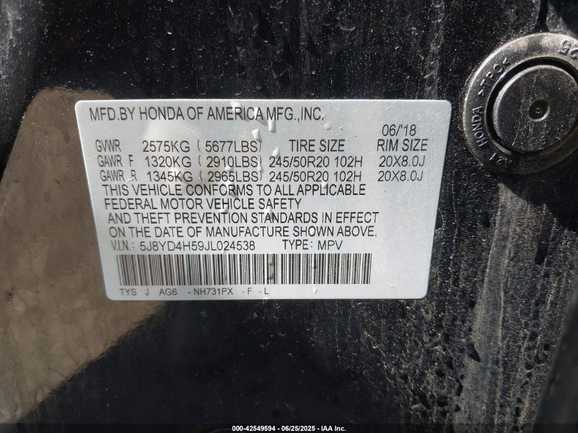 MFD.BY HONDA OF AMERICA MFG.,INC.
06/'18
GVWR 2575KG ( 5677LBS) TIRE SIZE RIM SIZE
GAWR F 1320KG ( 2910LBS) 245/50R20 102H 20X8.0J
GAWR R 1345KG ( 2965LBS) 245/50R20 102H 20X8.0J
THIS VEHICLE CONFORMS TO ALL APPLICABLE
FEDERAL MOTOR VEHICLE SAFETY
AND THEFT PREVENTION STANDARDS IN EFFECT
ON THE DATE OF MANUFACTURE SHOWN ABOVE.
V.I.N.: 5J8YD4H59JL024538 TYPE: MPV
TYS J AG6 -NH731PX -F -L
HONDA
000-42549594 - 06/25/2025 - IAA Inc.